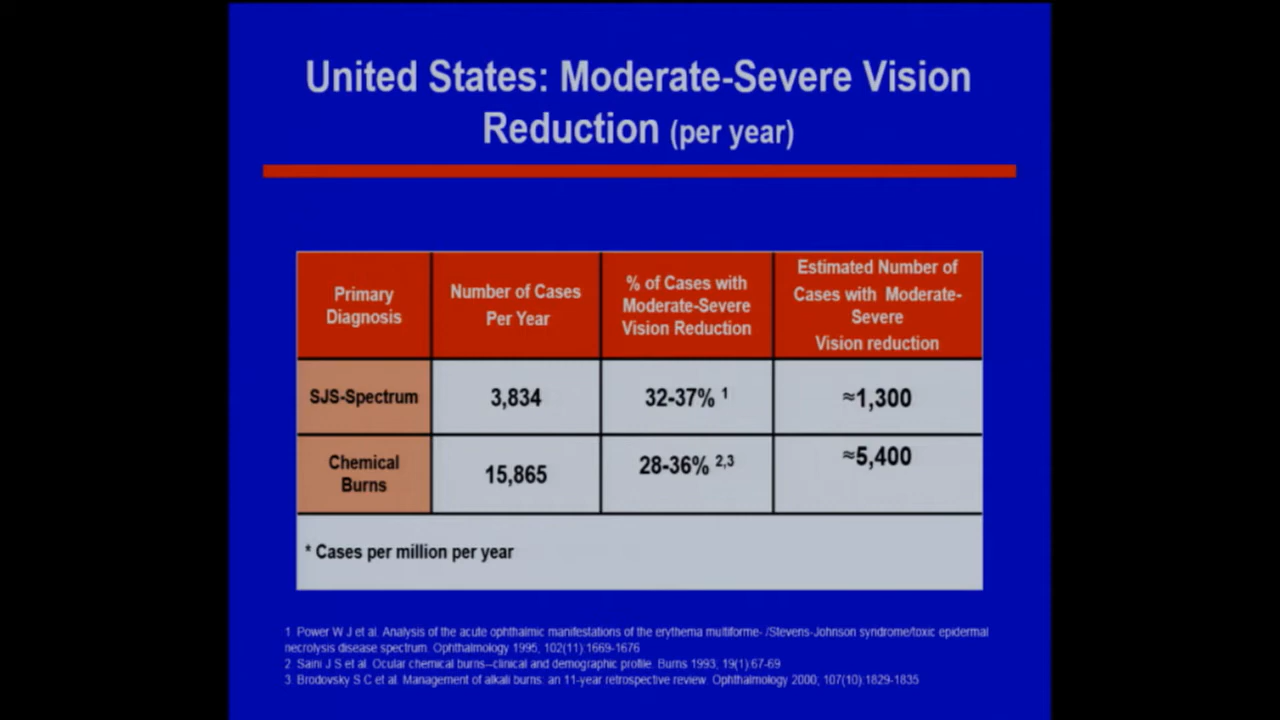 United States: Moderate-Severe Vision
Reduction (per year)
Primary
Diagnosis
Number of Cases
Per Year
% of Cases with
Moderate-Severe
Vision Reduction
Estimated Number of
Cases with Moderate-
Severe
Vision reduction
SJS-Spectrum
3,834
32-37% 1
≈1,300
Chemical
Burns
15,865
28-36% 2,3
≈5,400
* Cases per million per year
1 Power W J et al. Analysis of the acute ophthalmic manifestations of the erythema multiforme- /Stevens-Johnson syndrome/toxic epidermal
necrolysis disease spectrum. Ophthalmology 1995, 102(11):1669-1676
2 Saini J S et al. Ocular chemical burns--clinical and demographic profile. Burns 1993, 19(1):67-69
3 Brodovsky S C et al. Management of alkali burns: an 11-year retrospective review. Ophthalmology 2000; 107(10):1829-1835